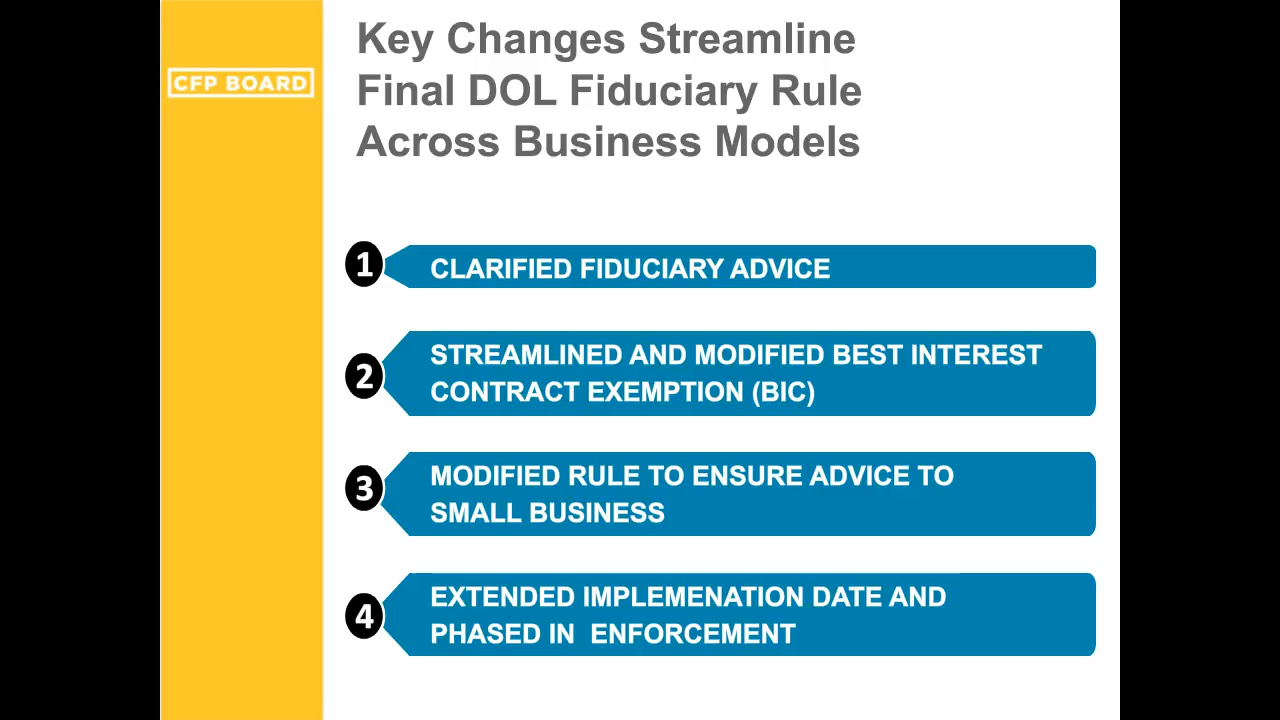 CFP BOARD
Key Changes Streamline
Final DOL Fiduciary Rule
Across Business Models
1 CLARIFIED FIDUCIARY ADVICE
2 STREAMLINED AND MODIFIED BEST INTEREST
CONTRACT EXEMPTION (BIC)
3 MODIFIED RULE TO ENSURE ADVICE TO
SMALL BUSINESS
4 EXTENDED IMPLEMENATION DATE AND
PHASED IN  ENFORCEMENT